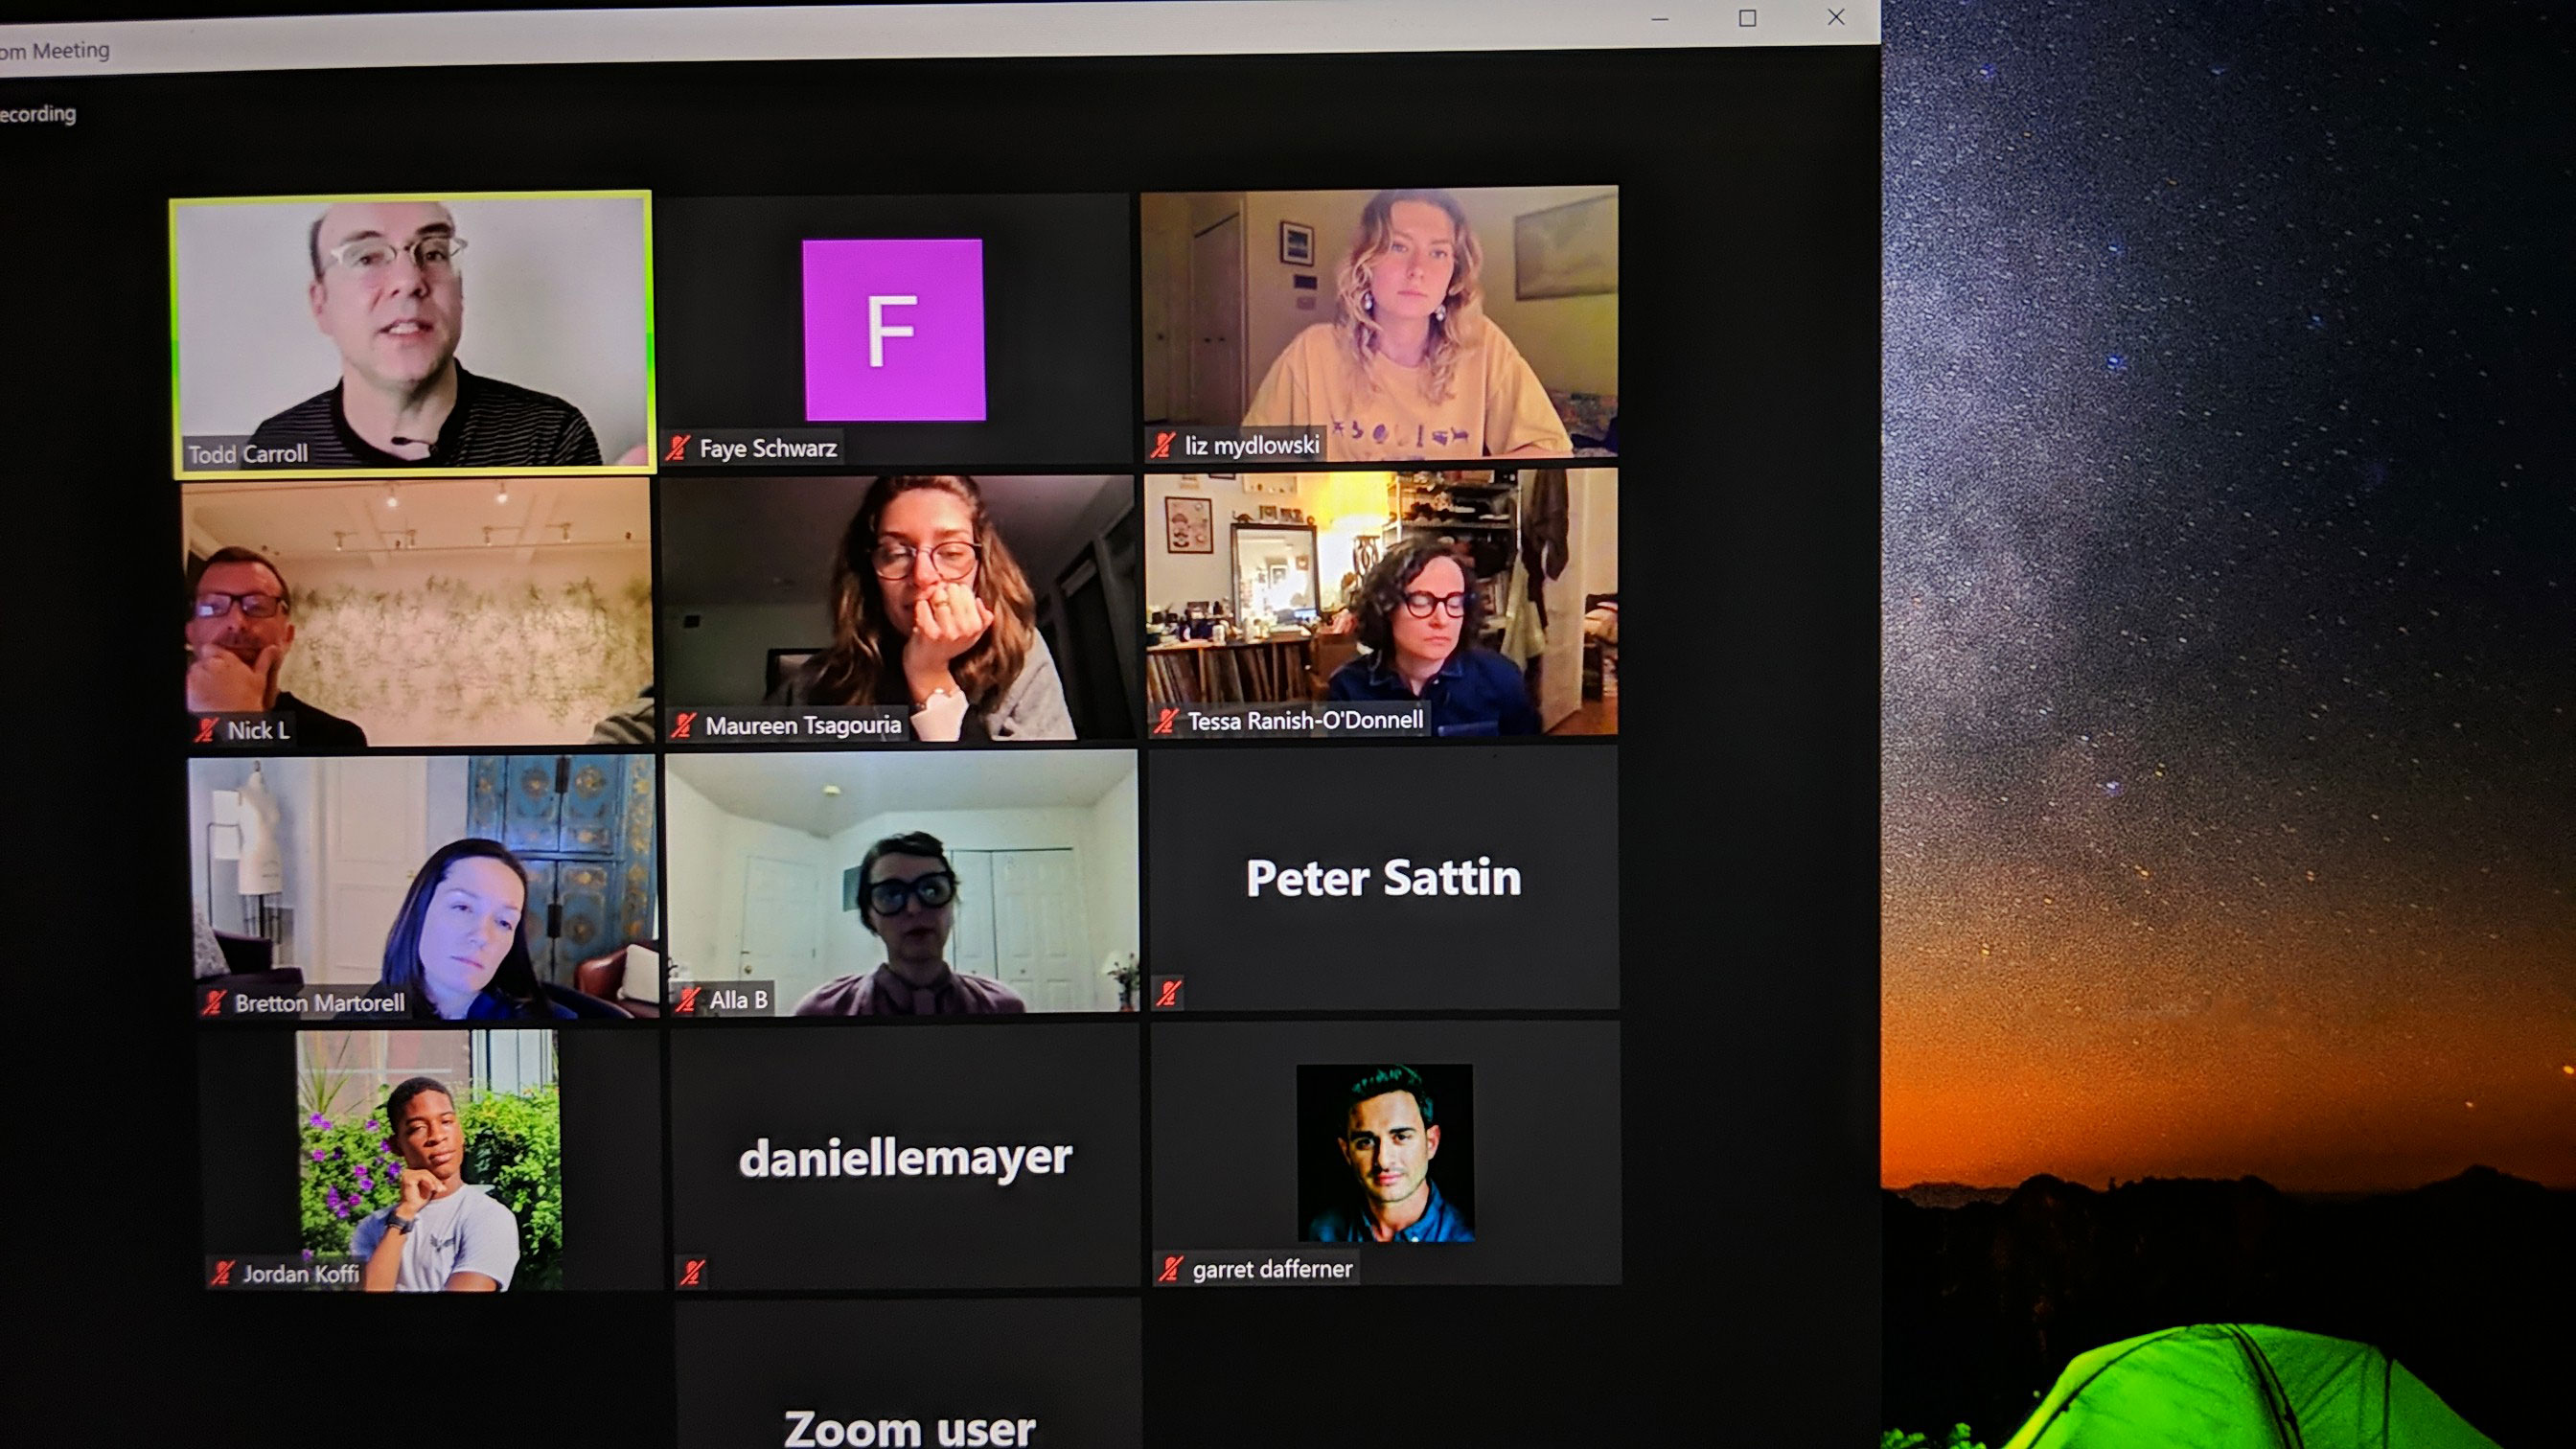 om Meeting
ecording
Todd Carroll
F
Faye Schwarz
liz mydlowski
Nick L
Maureen Tsagouria
Tessa Ranish-O'Donnell
Bretton Martorell
Alla B
Peter Sattin
Jordan Koffi
daniellemayer
garret dafferner
Zoom user